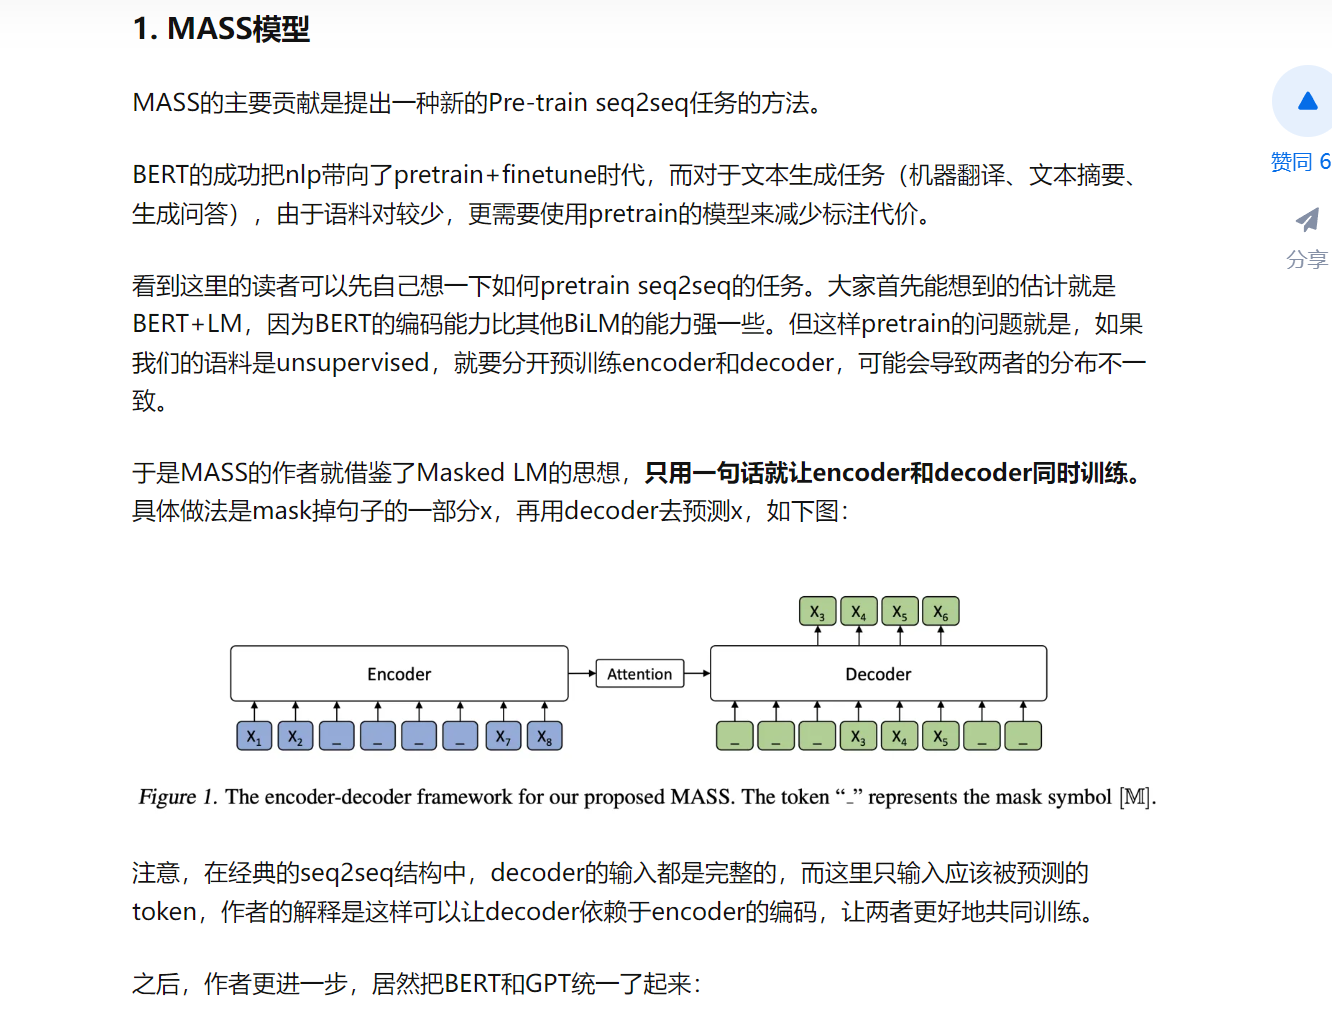 1. MASS模型
MASS的主要贡献是提出一种新的Pre-train seq2seq任务的方法。
BERT的成功把nlp带向了pretrain+finetune时代，而对于文本生成任务（机器翻译、文本摘要、
生成问答），由于语料对较少，更需要使用pretrain的模型来减少标注代价。
看到这里的读者可以先自己想一下如何pretrain seq2seq的任务。大家首先能想到的估计就是
BERT+LM，因为BERT的编码能力比其他BiLM的能力强一些。但这样pretrain的问题就是，如果
我们的语料是unsupervised，就要分开预训练encoder和decoder，可能会导致两者的分布不一
致。
于是MASS的作者就借鉴了Masked LM的思想，只用一句话就让encoder和decoder同时训练。
具体做法是mask掉句子的一部分x，再用decoder去预测x，如下图：
X3 X4 X5 X6
Encoder Attention Decoder
X1 X2 _ _ _ _ X7 X8 _ _ _ X3 X4 X5 _ _
Figure 1. The encoder-decoder framework for our proposed MASS. The token “_” represents the mask symbol [𝕄].
注意，在经典的seq2seq结构中，decoder的输入都是完整的，而这里只输入应该被预测的
token，作者的解释是这样可以让decoder依赖于encoder的编码，让两者更好地共同训练。
之后，作者更进一步，居然把BERT和GPT统一了起来：
赞同 6
分享